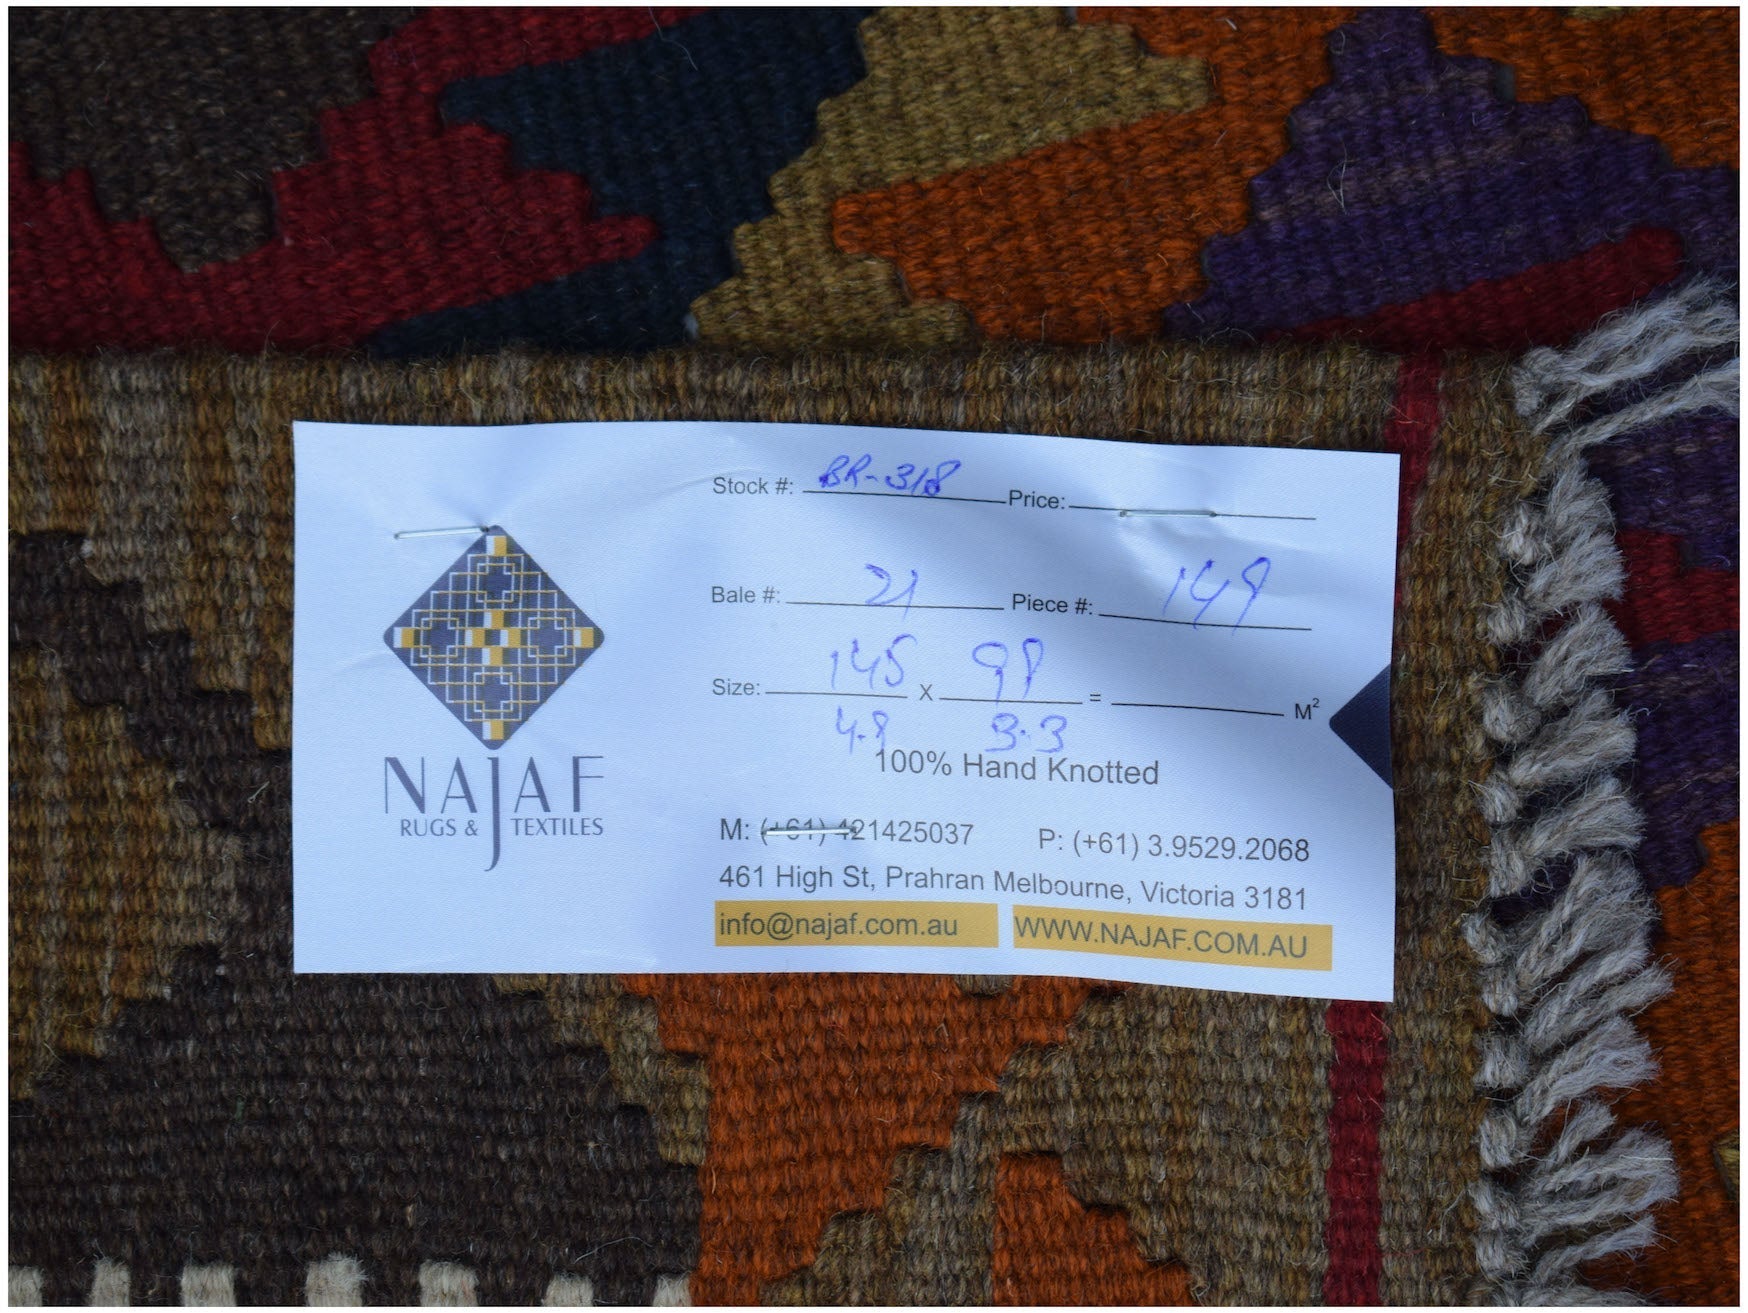 NAJAF
RUGS & TEXTILES
Stock #: BR-318 Price:
Bale #: 21 Piece #: 149
Size: 145 x 98 = M²
4.9 3.3
100% Hand Knotted
M: (+61) 421425037 P: (+61) 3.9529.2068
461 High St, Prahran Melbourne, Victoria 3181
info@najaf.com.au WWW.NAJAF.COM.AU